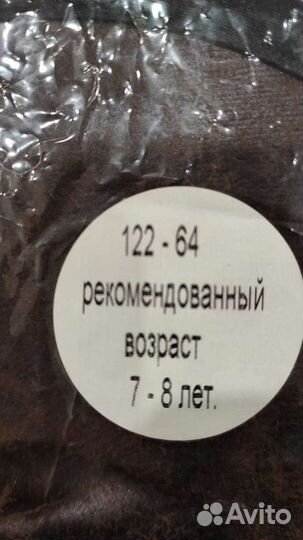 122 - 64
рекомендованный
возраст
7 - 8 лет.
Avito